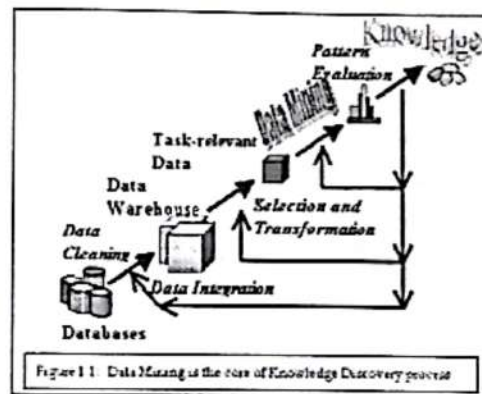 Knowledge
Pattern
Evaluation
Data Mining
Task-relevant
Data
Data
Warehouse
Selection and
Transformation
Data
Cleaning
Data Integration
Databases
Figure 1.1: Data Mining is the core of Knowledge Discovery process